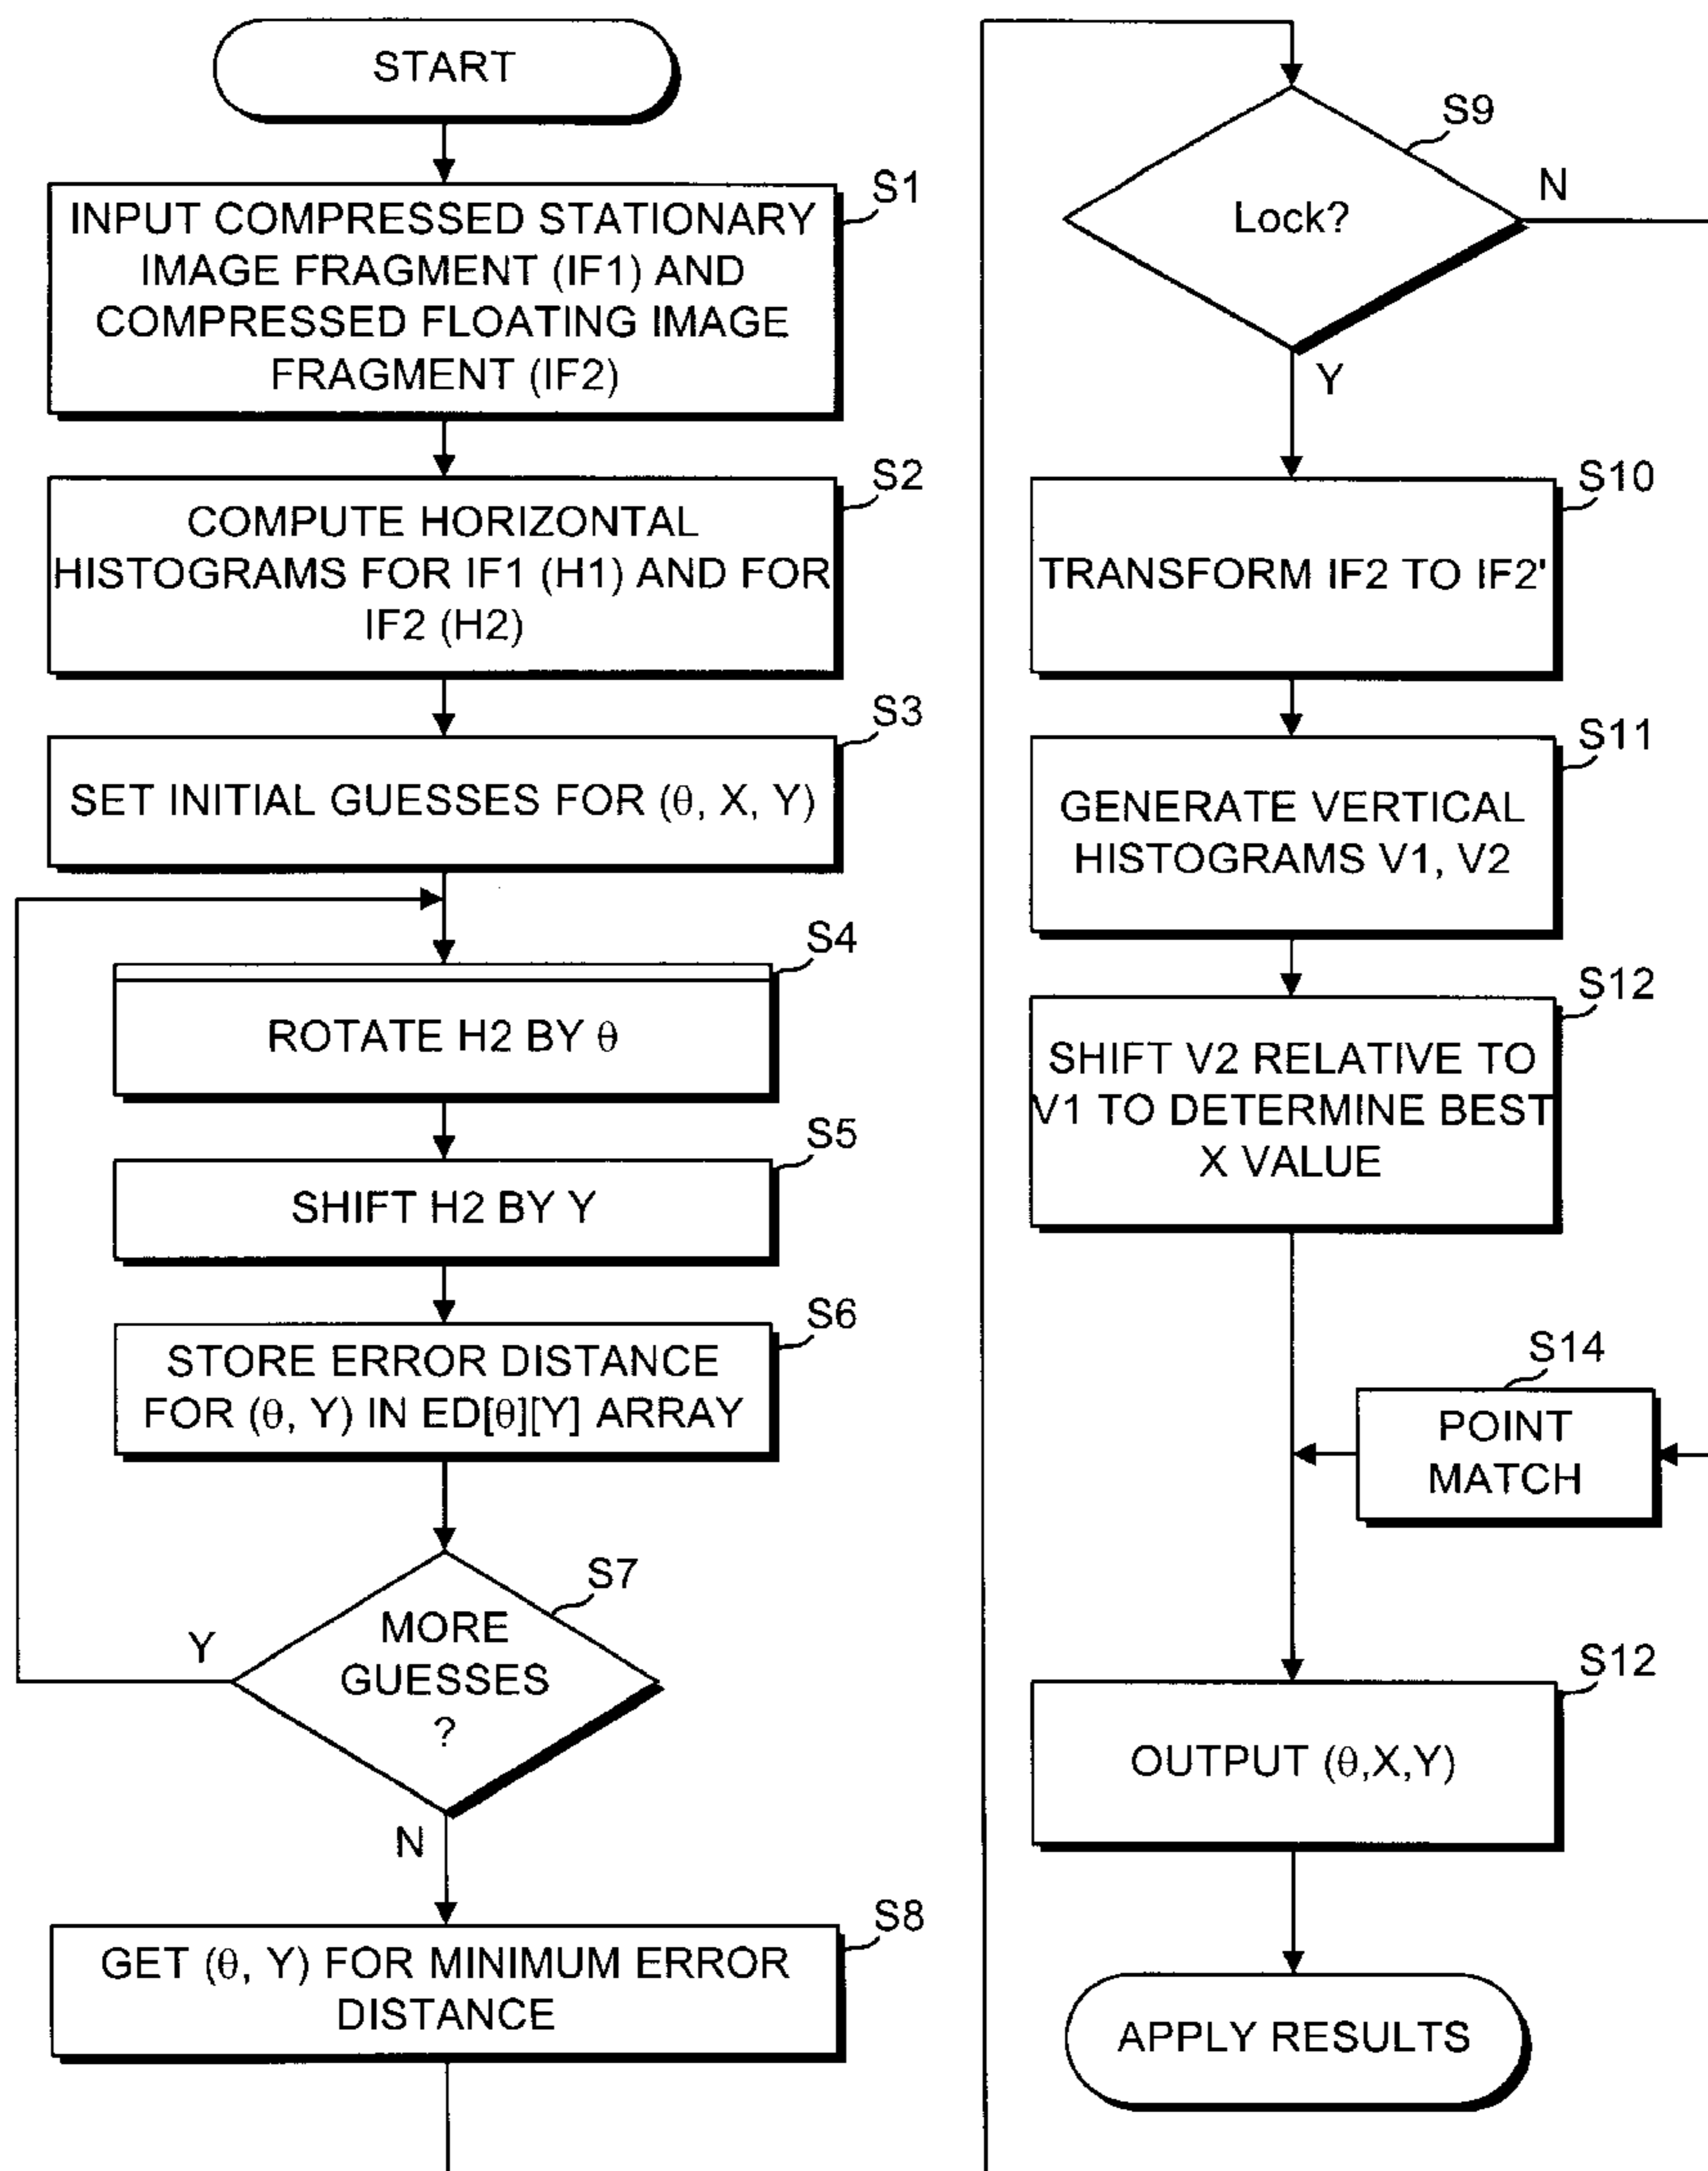 START
S1
INPUT COMPRESSED STATIONARY
IMAGE FRAGMENT (IF1) AND
COMPRESSED FLOATING IMAGE
FRAGMENT (IF2)
S2
COMPUTE HORIZONTAL
HISTOGRAMS FOR IF1 (H1) AND FOR
IF2 (H2)
S3
SET INITIAL GUESSES FOR (θ, X, Y)
S4
ROTATE H2 BY θ
S5
SHIFT H2 BY Y
S6
STORE ERROR DISTANCE
FOR (θ, Y) IN ED[θ][Y] ARRAY
S7
MORE
GUESSES
?
Y
N
S8
GET (θ, Y) FOR MINIMUM ERROR
DISTANCE
S9
Lock?
N
Y
S10
TRANSFORM IF2 TO IF2'
S11
GENERATE VERTICAL
HISTOGRAMS V1, V2
S12
SHIFT V2 RELATIVE TO
V1 TO DETERMINE BEST
X VALUE
S14
POINT
MATCH
S12
OUTPUT (θ,X,Y)
APPLY RESULTS